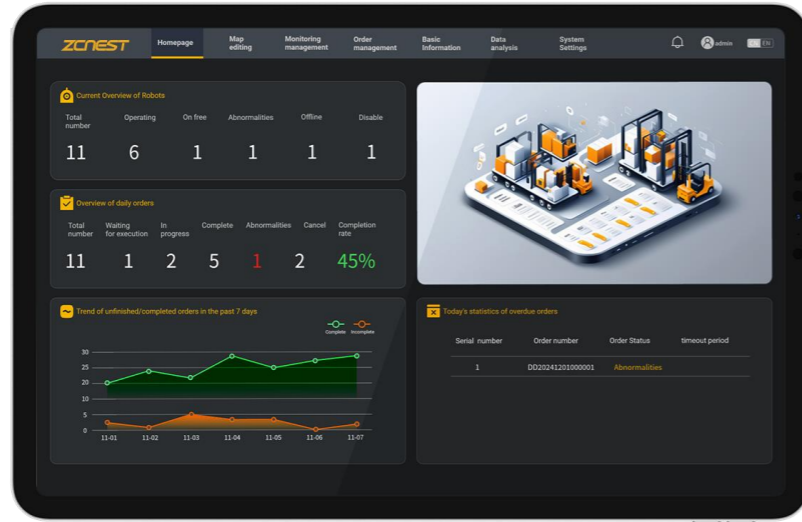 ZCNEST
Homepage
Map editing
Monitoring management
Order management
Basic Information
Data analysis
System Settings
admin
EN
Current Overview of Robots
Total number
Operating
On free
Abnormalities
Offline
Disable
11
6
1
1
1
1
Overview of daily orders
Total number
Waiting for execution
In progress
Complete
Abnormalities
Cancel
Completion rate
11
1
2
5
1
2
45%
Trend of unfinished/completed orders in the past 7 days
Complete
Incomplete
30
25
20
10
5
0
11-01
11-02
11-03
11-04
11-05
11-06
11-07
Today's statistics of overdue orders
Serial number
Order number
Order Status
timeout period
1
DD20241201000001
Abnormalities